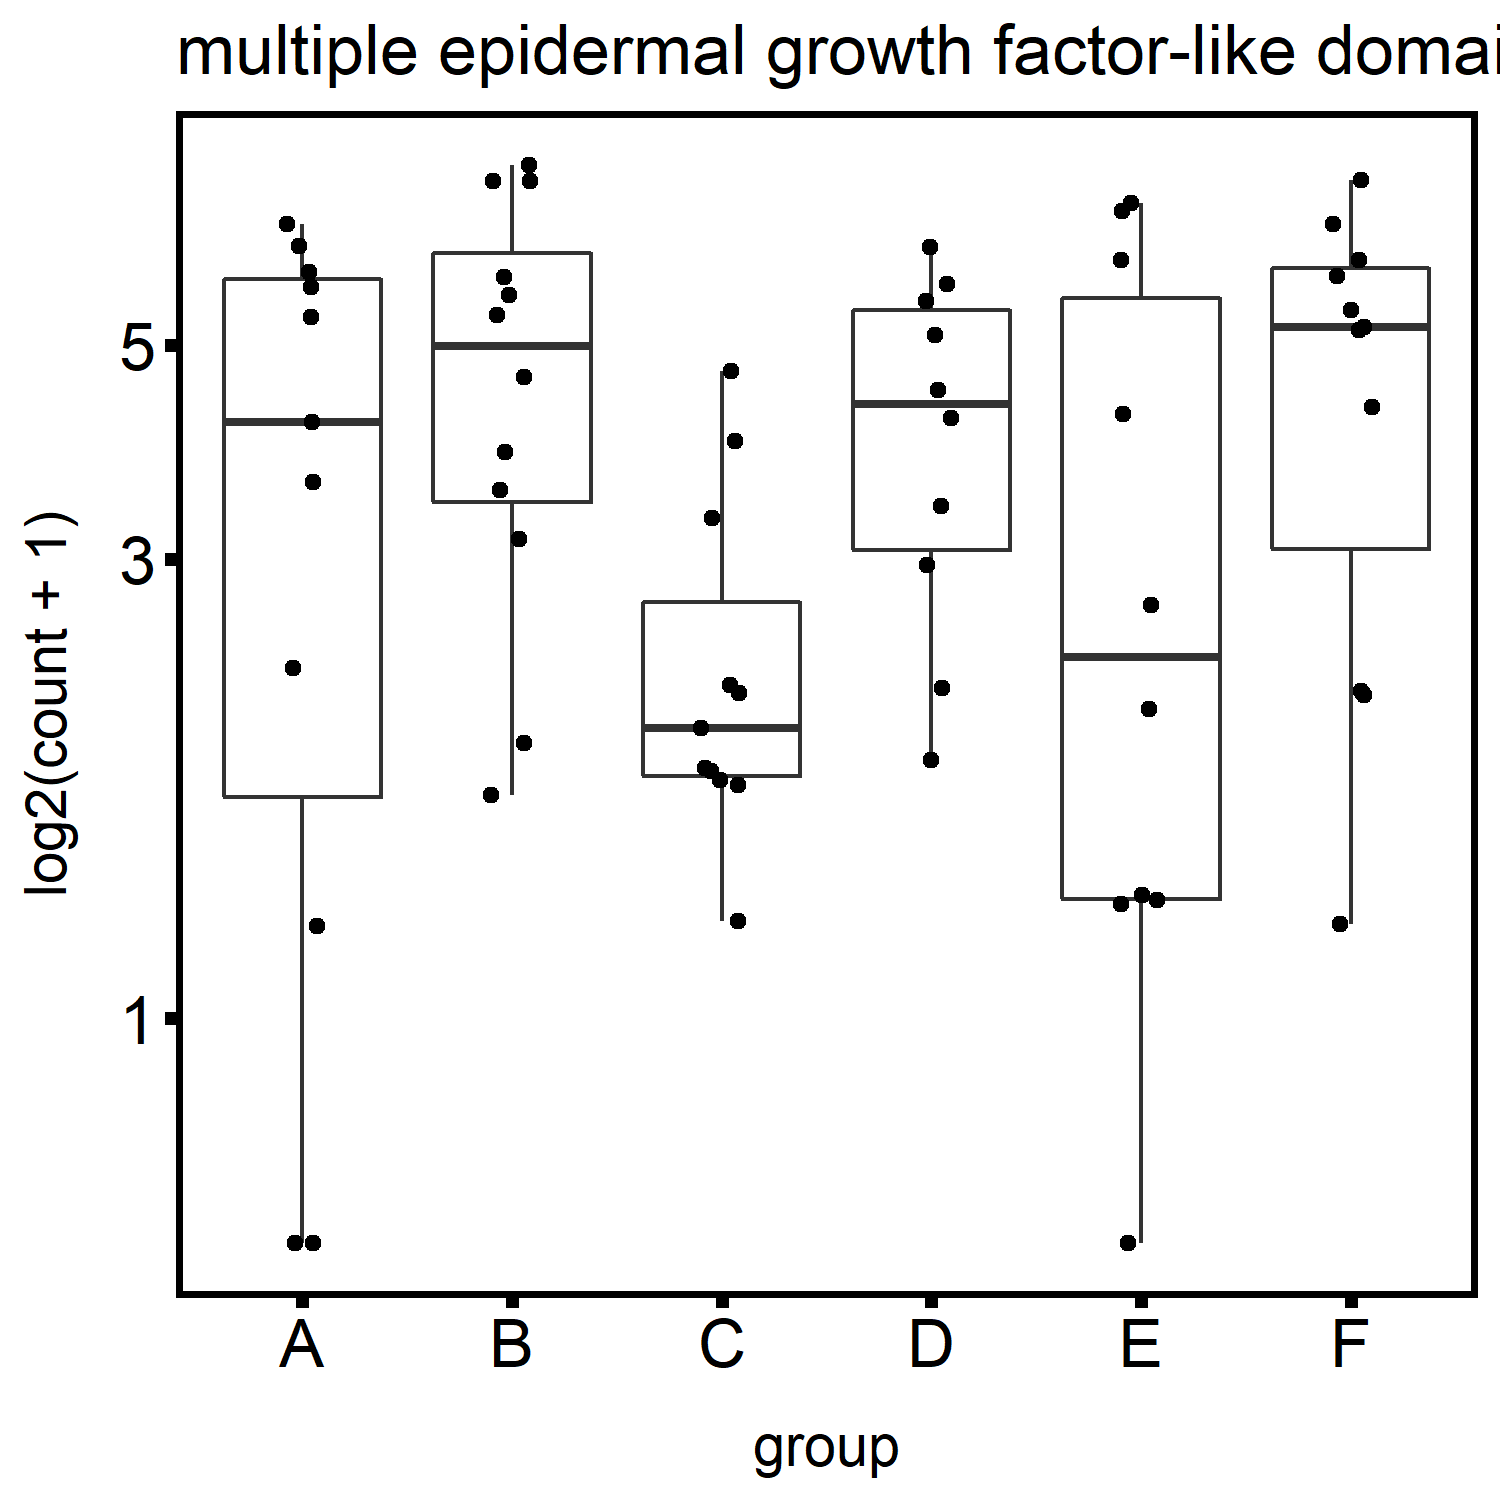 multiple epidermal growth factor-like domai
5
3
1
log2(count + 1)
A B C D E F
group